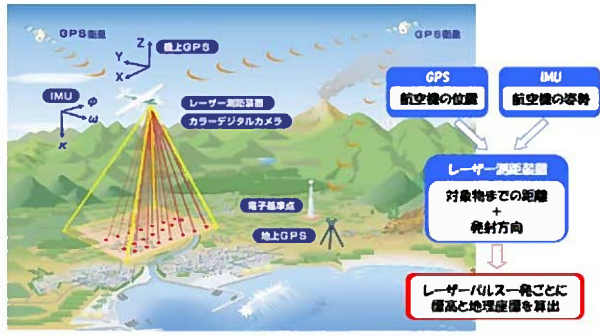 GPS衛星
GPS衛星
Z
機上GPS
Y
X
IMU
φ
ω
κ
レーザー測距装置
カラーデジタルカメラ
電子基準点
地上GPS
GPS
航空機の位置
IMU
航空機の姿勢
レーザー測距装置
対象物までの距離
+
発射方向
レーザーパルス一発ごとに
標高と地理座標を算出